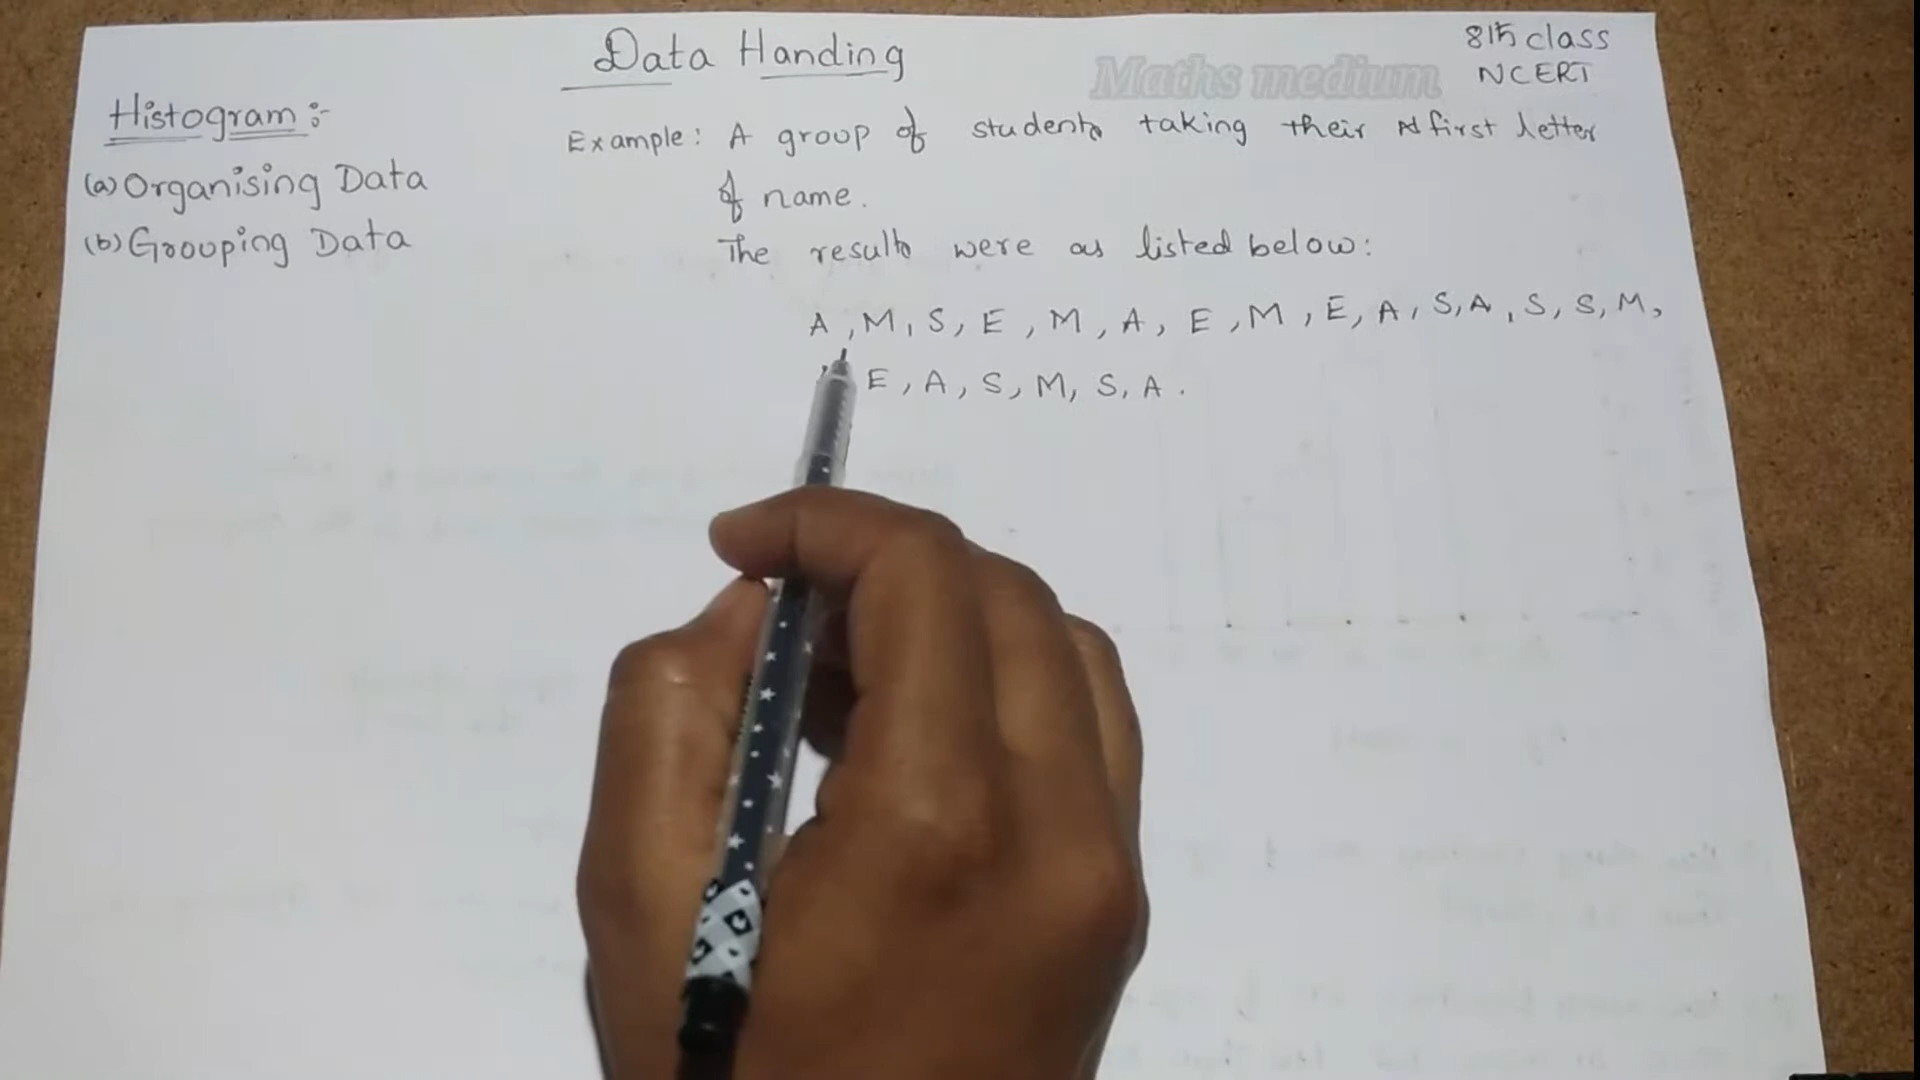 Data Handing
8th class
NCERT
Maths medium
Histogram :-
(a) Organising Data
(b) Groouping Data
Example: A group of students taking their first letter
of name.
The results were as listed below:
A, M, S, E, M, A, E, M, E, A, S, A, S, S, M,
E, A, S, M, S, A.